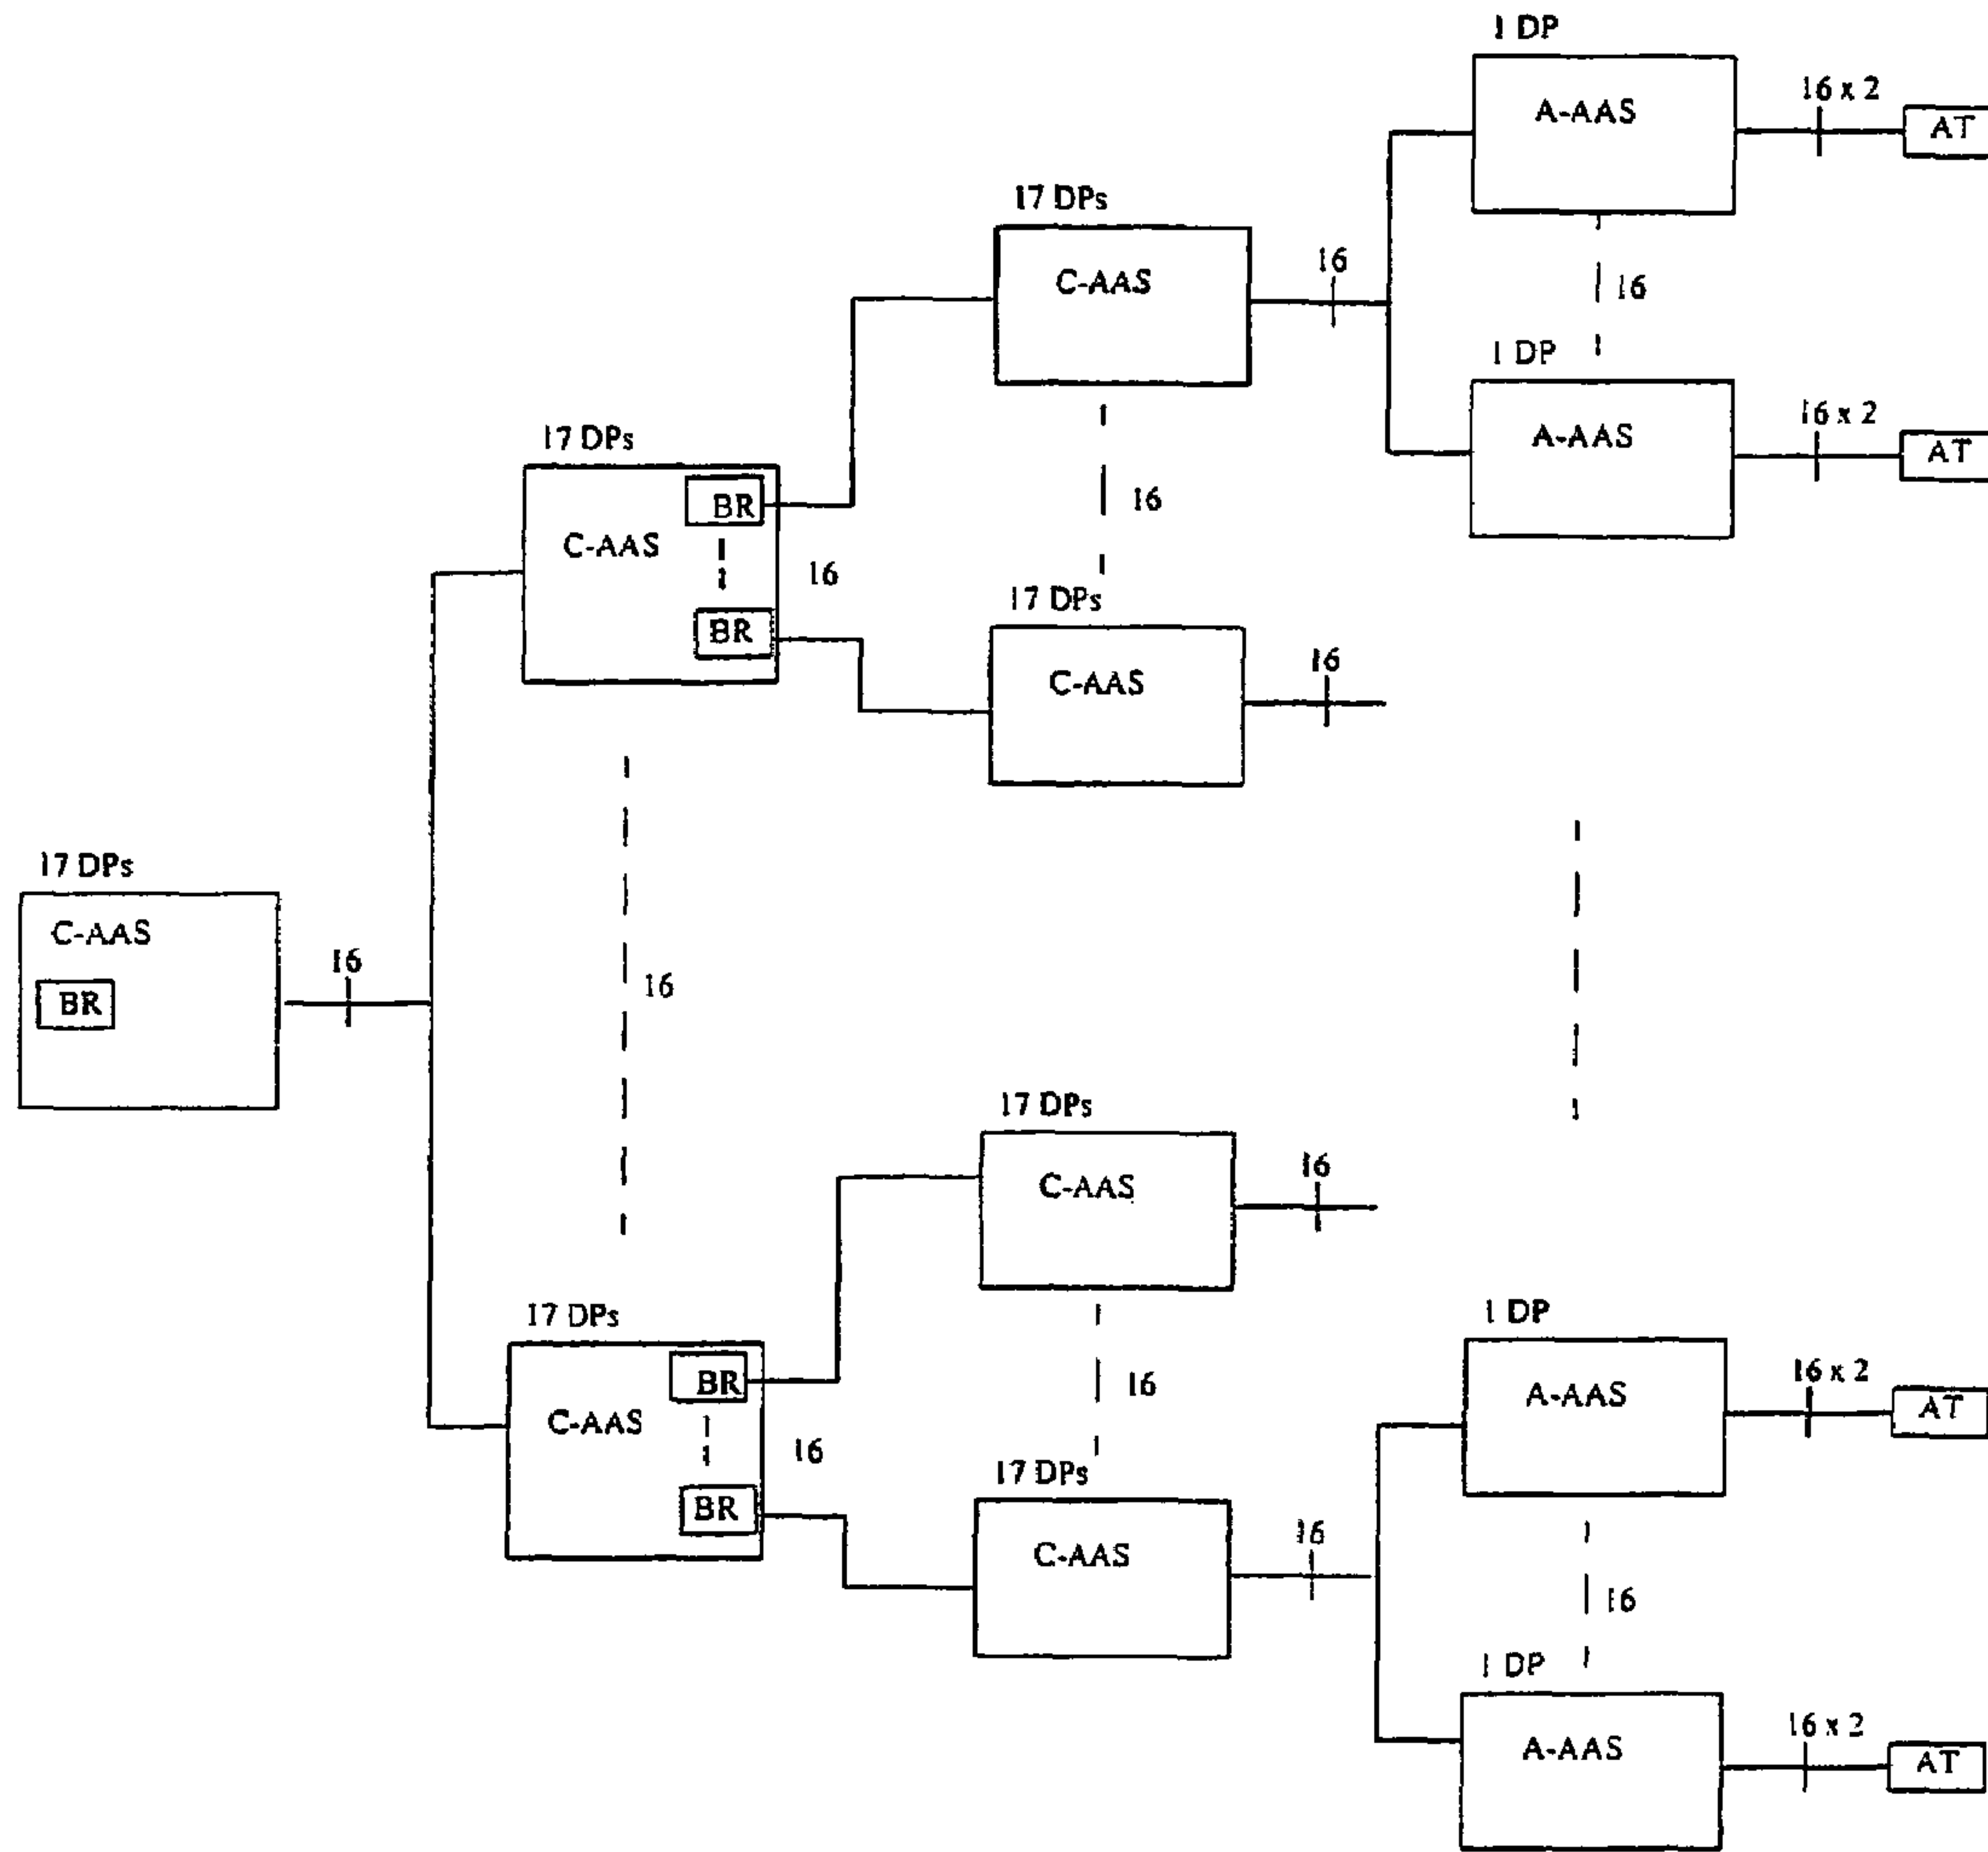 1 DP
A-AAS
16 x 2
AT
17 DPs
C-AAS
16
16
1 DP
A-AAS
16 x 2
AT
17 DPs
C-AAS
BR
BR
16
16
17 DPs
C-AAS
16
17 DPs
C-AAS
BR
16
16
17 DPs
C-AAS
16
17 DPs
C-AAS
BR
BR
16
16
1 DP
A-AAS
16 x 2
AT
17 DPs
C-AAS
16
16
1 DP
A-AAS
16 x 2
AT